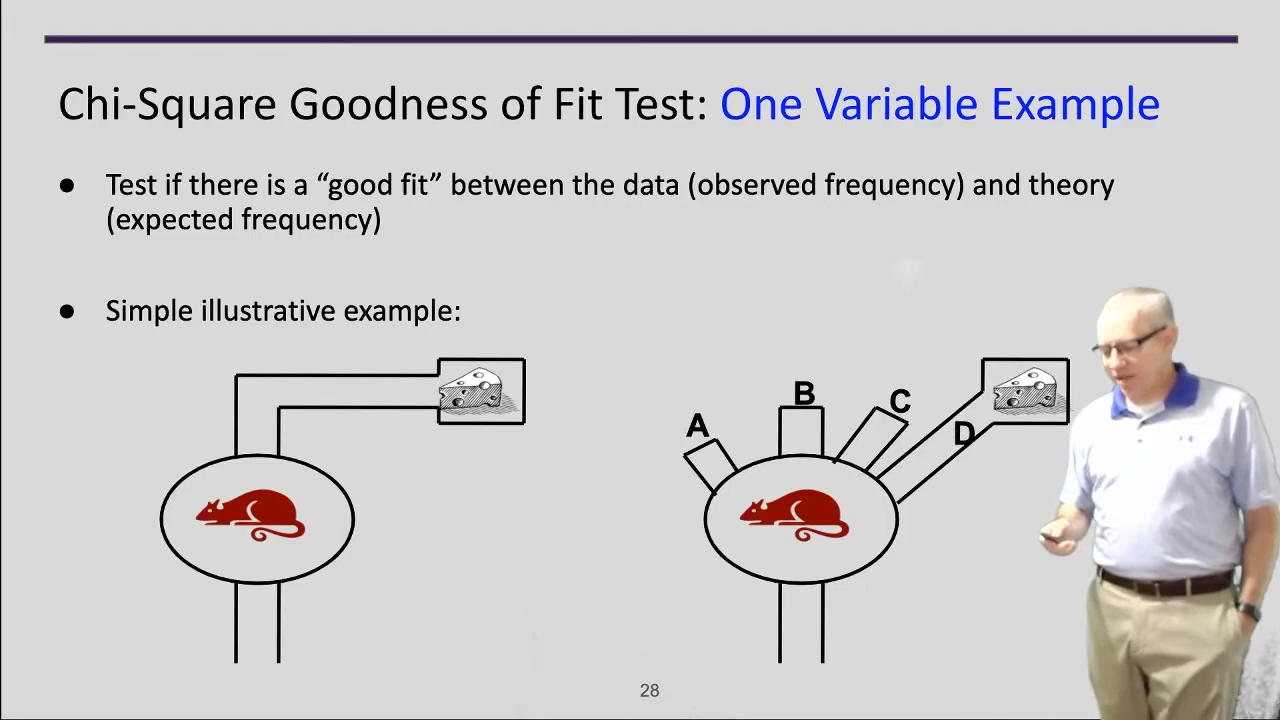 Chi-Square Goodness of Fit Test: One Variable Example
● Test if there is a “good fit” between the data (observed frequency) and theory
(expected frequency)
● Simple illustrative example:
A
B
C
D
28